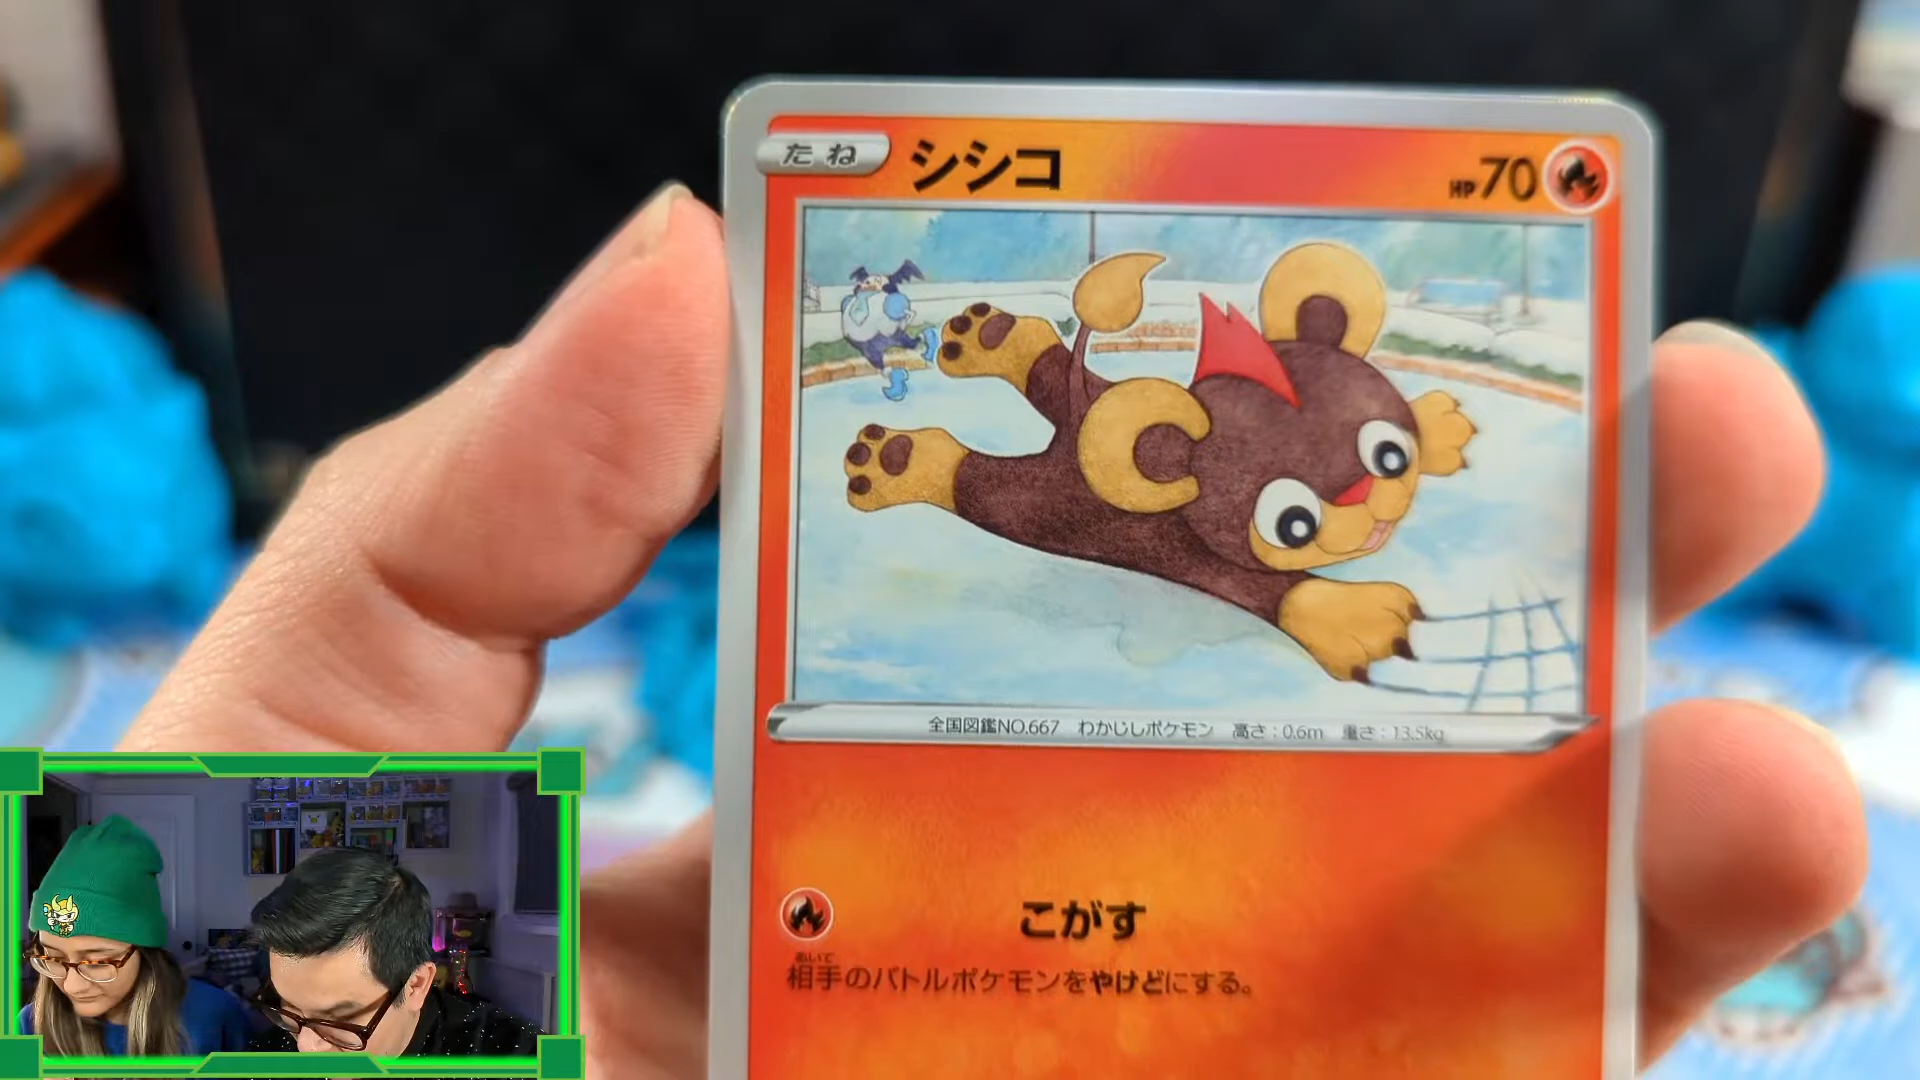 たね シシコ HP70
全国図鑑NO.667 わかじしポケモン 高さ:0.6m 重さ:13.5kg
こがす
あいて
相手のバトルポケモンをやけどにする。